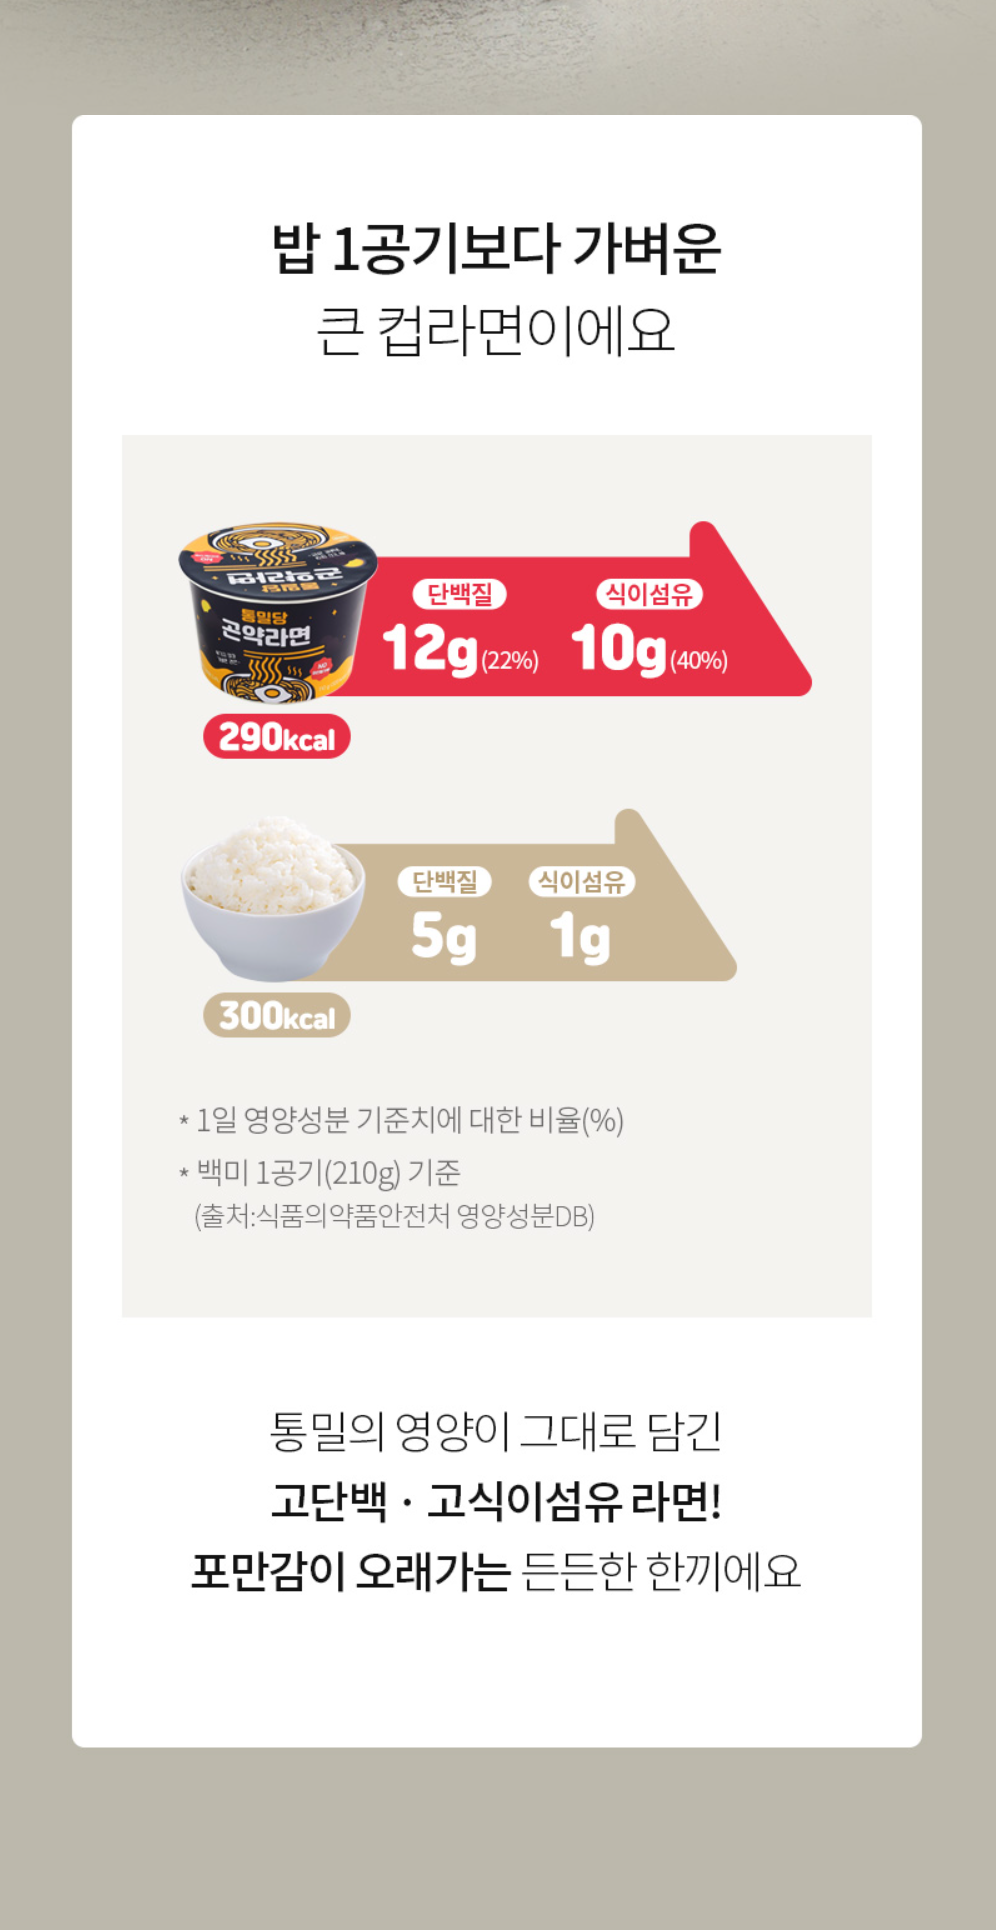 밥 1공기보다 가벼운
큰 컵라면이에요
통밀당
곤약라면
NO
단백질 식이섬유
12g(22%) 10g(40%)
290kcal
단백질 식이섬유
5g 1g
300kcal
* 1일 영양성분 기준치에 대한 비율(%)
* 백미 1공기(210g) 기준
(출처:식품의약품안전처 영양성분DB)
통밀의 영양이 그대로 담긴
고단백 · 고식이섬유 라면!
포만감이 오래가는 든든한 한끼에요